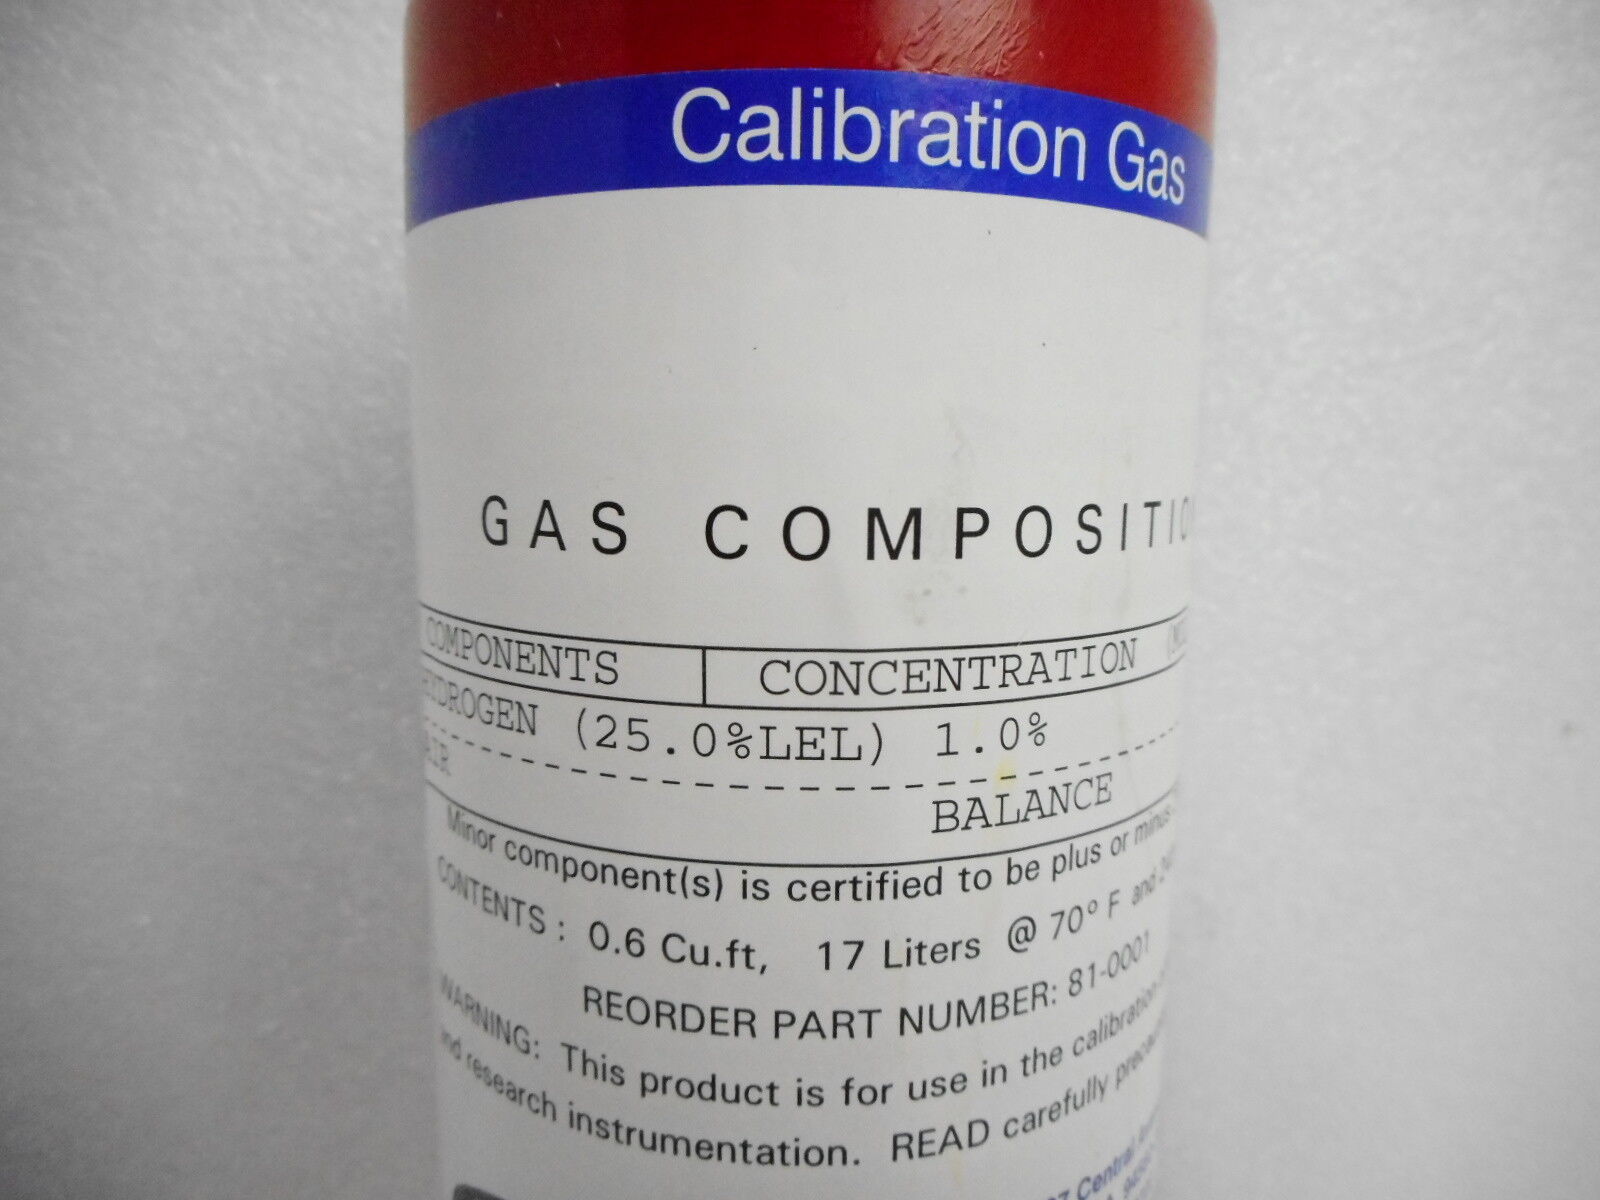 Calibration Gas
GAS COMPOSITIO
COMPONENTS CONCENTRATION
HYDROGEN (25.0%LEL) 1.0%
AIR BALANCE
Minor component(s) is certified to be plus or minus
CONTENTS : 0.6 Cu.ft, 17 Liters @ 70° F and
REORDER PART NUMBER: 81-0001
WARNING: This product is for use in the calibration
and research instrumentation. READ carefully
Central